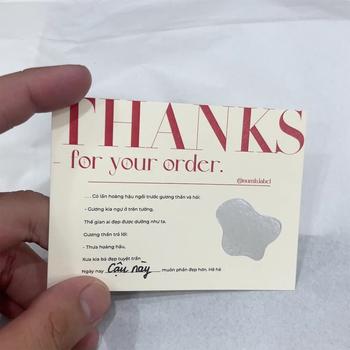 THANKS
for your order.
@numixlabel
. . . Có lần hoàng hậu ngồi trước gương thần và hỏi:
- Gương kia ngự ở trên tường,
Thế gian ai đẹp được dường như ta.
Gương thần trả lời:
- Thưa hoàng hậu,
Xưa kia bà đẹp tuyệt trần
Ngày nay Cậu này muôn phần đẹp hơn. Hê hê